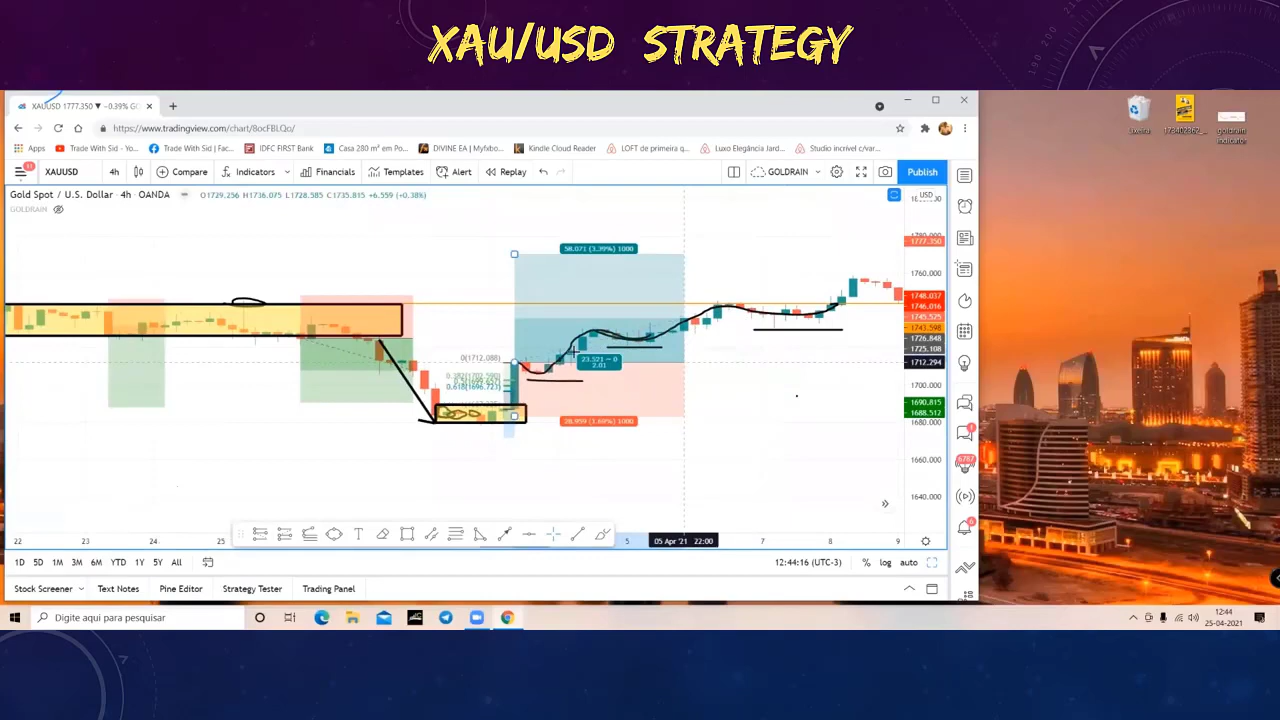 XAU/USD STRATEGY
XAUUSD 1777.350 ▼ −0.39%
https://www.tradingview.com/chart/8ocFBLQo/
Apps
Trade With Sid - Yo...
Trade With Sid | Fac...
IDFC FIRST Bank
Casa 280 m² em Po...
DIVINE EA | Myfxbo...
Kindle Cloud Reader
LOFT de primeira q...
Luxo Elegância Jard...
Studio incrível c/var...
lixeira
goldrain
indicator
11
XAUUSD
4h
Compare
Indicators
Financials
Templates
Alert
Replay
GOLDRAIN
Publish
Gold Spot / U.S. Dollar · 4h · OANDA
O1729.256 H1736.075 L1728.585 C1735.815 +6.559 (+0.38%)
GOLDRAIN
USD
1777.350
1760.000
1748.037
1746.016
1745.525
1743.598
1726.848
1725.108
1712.294
1700.000
1690.815
1688.512
1680.000
1660.000
1640.000
58.071 (3.39%) 1000
0(1712.088)
0.618(1696.723)
2.01
22
23
24
25
5
05 Apr '21 22:00
7
8
9
1D
5D
1M
3M
6M
YTD
1Y
5Y
All
12:44:16 (UTC-3)
%
log
auto
Stock Screener
Text Notes
Pine Editor
Strategy Tester
Trading Panel
Digite aqui para pesquisar
12:44
25-04-2021